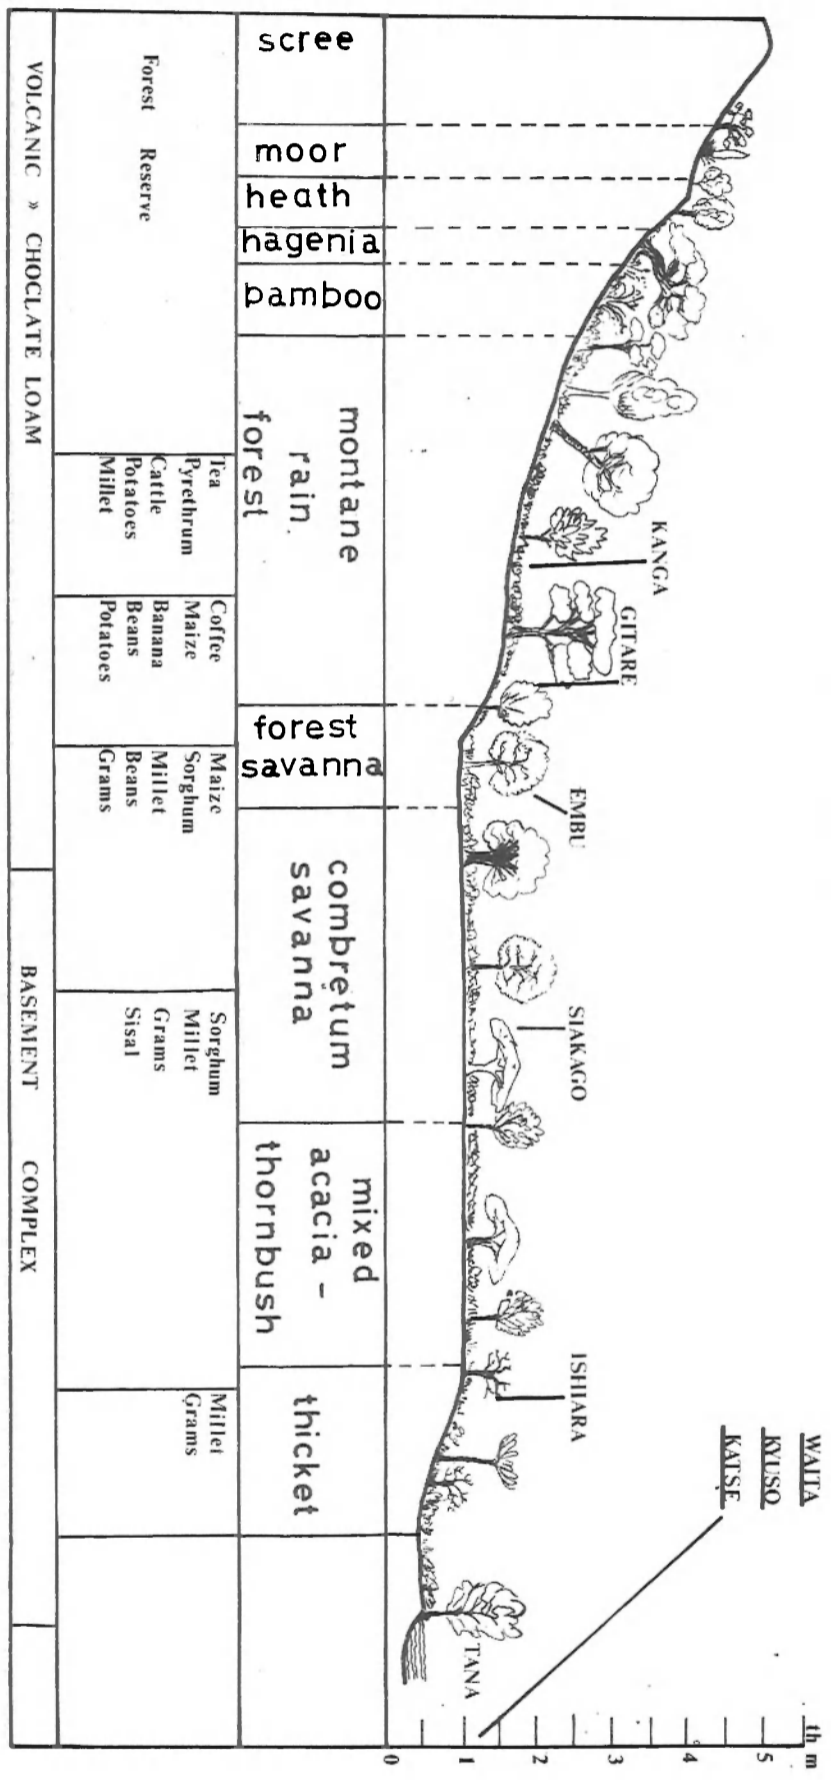 scree
moor
heath
hagenia
bamboo
montane
rain
forest
forest
savanna
combretum
savanna
mixed
acacia -
thornbush
thicket
Forest Reserve
Tea
Pyrethrum
Cattle
Potatoes
Millet
Coffee
Maize
Banana
Beans
Potatoes
Maize
Sorghum
Millet
Beans
Grams
Sorghum
Millet
Grams
Sisal
Millet
Grams
VOLCANIC » CHOCLATE LOAM
BASEMENT COMPLEX
KANGA
GITARE
EMBU
SIAKAGO
ISHIARA
TANA
WAITA
KYUSO
KATSE
th m
0
1
2
3
4
5